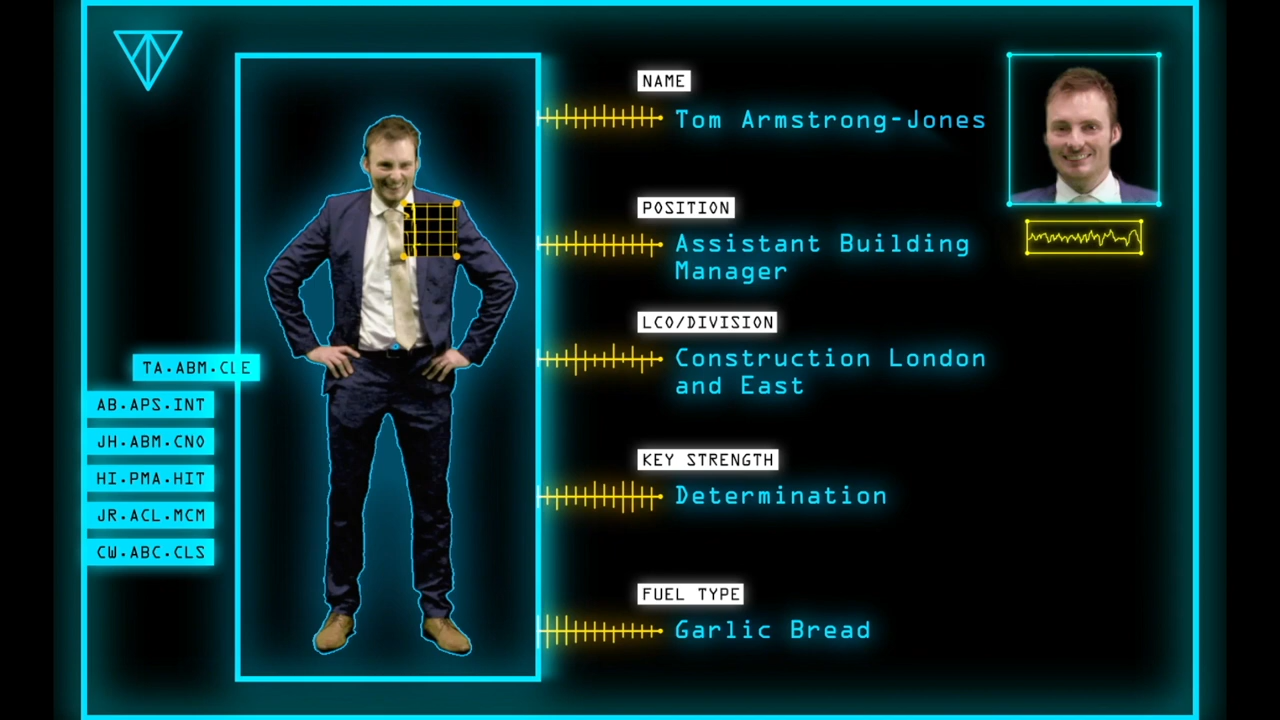 NAME
Tom Armstrong-Jones
POSITION
Assistant Building
Manager
LCO/DIVISION
Construction London
and East
KEY STRENGTH
Determination
FUEL TYPE
Garlic Bread
TA.ABM.CLE
AB.APS.INT
JH.ABM.CNO
HI.PMA.HIT
JR.ACL.MCM
CW.ABC.CLS